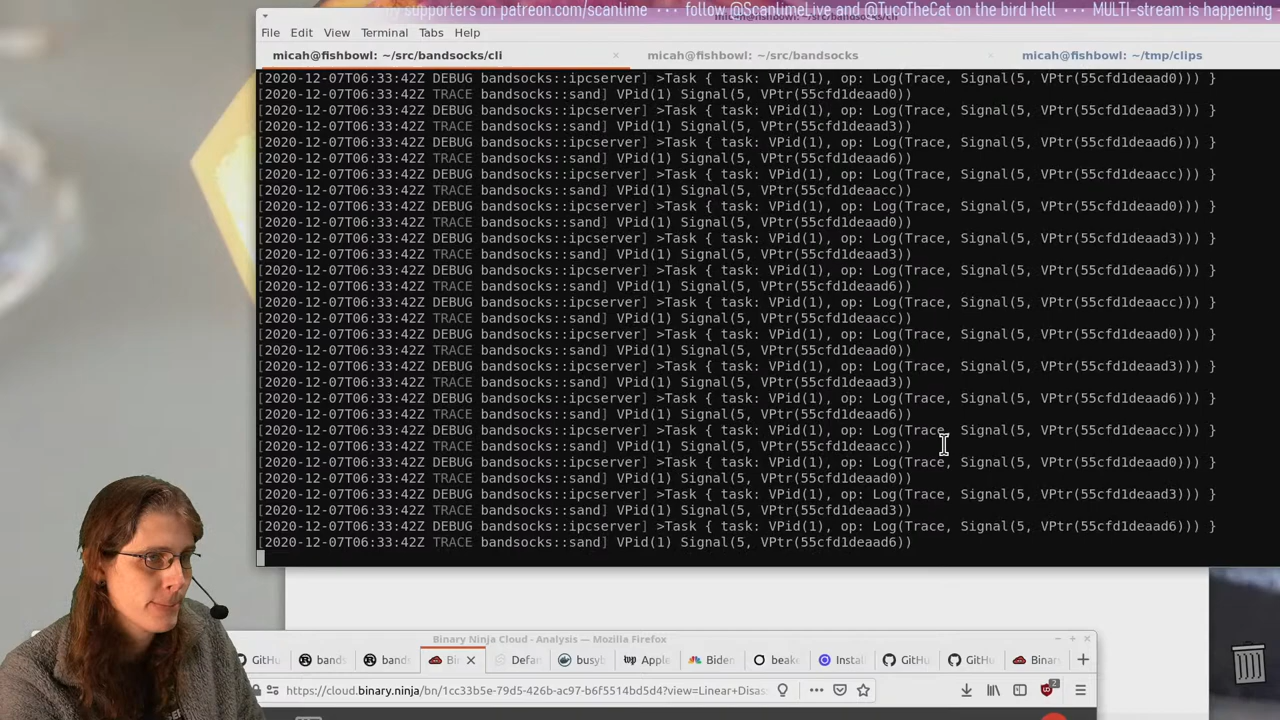 my supporters on patreon.com/scanlime ··· follow @ScanlimeLive and @TucoTheCat on the bird hell ··· MULTI-stream is happening -
micah@fishbowl: ~/src/bandsocks/cli
File Edit View Terminal Tabs Help
micah@fishbowl: ~/src/bandsocks/cli × micah@fishbowl: ~/src/bandsocks × micah@fishbowl: ~/tmp/clips
[2020-12-07T06:33:42Z DEBUG bandsocks::ipcserver] >Task { task: VPid(1), op: Log(Trace, Signal(5, VPtr(55cfd1deaad0))) }
[2020-12-07T06:33:42Z TRACE bandsocks::sand] VPid(1) Signal(5, VPtr(55cfd1deaad0))
[2020-12-07T06:33:42Z DEBUG bandsocks::ipcserver] >Task { task: VPid(1), op: Log(Trace, Signal(5, VPtr(55cfd1deaad3))) }
[2020-12-07T06:33:42Z TRACE bandsocks::sand] VPid(1) Signal(5, VPtr(55cfd1deaad3))
[2020-12-07T06:33:42Z DEBUG bandsocks::ipcserver] >Task { task: VPid(1), op: Log(Trace, Signal(5, VPtr(55cfd1deaad6))) }
[2020-12-07T06:33:42Z TRACE bandsocks::sand] VPid(1) Signal(5, VPtr(55cfd1deaad6))
[2020-12-07T06:33:42Z DEBUG bandsocks::ipcserver] >Task { task: VPid(1), op: Log(Trace, Signal(5, VPtr(55cfd1deaacc))) }
[2020-12-07T06:33:42Z TRACE bandsocks::sand] VPid(1) Signal(5, VPtr(55cfd1deaacc))
[2020-12-07T06:33:42Z DEBUG bandsocks::ipcserver] >Task { task: VPid(1), op: Log(Trace, Signal(5, VPtr(55cfd1deaad0))) }
[2020-12-07T06:33:42Z TRACE bandsocks::sand] VPid(1) Signal(5, VPtr(55cfd1deaad0))
[2020-12-07T06:33:42Z DEBUG bandsocks::ipcserver] >Task { task: VPid(1), op: Log(Trace, Signal(5, VPtr(55cfd1deaad3))) }
[2020-12-07T06:33:42Z TRACE bandsocks::sand] VPid(1) Signal(5, VPtr(55cfd1deaad3))
[2020-12-07T06:33:42Z DEBUG bandsocks::ipcserver] >Task { task: VPid(1), op: Log(Trace, Signal(5, VPtr(55cfd1deaad6))) }
[2020-12-07T06:33:42Z TRACE bandsocks::sand] VPid(1) Signal(5, VPtr(55cfd1deaad6))
[2020-12-07T06:33:42Z DEBUG bandsocks::ipcserver] >Task { task: VPid(1), op: Log(Trace, Signal(5, VPtr(55cfd1deaacc))) }
[2020-12-07T06:33:42Z TRACE bandsocks::sand] VPid(1) Signal(5, VPtr(55cfd1deaacc))
[2020-12-07T06:33:42Z DEBUG bandsocks::ipcserver] >Task { task: VPid(1), op: Log(Trace, Signal(5, VPtr(55cfd1deaad0))) }
[2020-12-07T06:33:42Z TRACE bandsocks::sand] VPid(1) Signal(5, VPtr(55cfd1deaad0))
[2020-12-07T06:33:42Z DEBUG bandsocks::ipcserver] >Task { task: VPid(1), op: Log(Trace, Signal(5, VPtr(55cfd1deaad3))) }
[2020-12-07T06:33:42Z TRACE bandsocks::sand] VPid(1) Signal(5, VPtr(55cfd1deaad3))
[2020-12-07T06:33:42Z DEBUG bandsocks::ipcserver] >Task { task: VPid(1), op: Log(Trace, Signal(5, VPtr(55cfd1deaad6))) }
[2020-12-07T06:33:42Z TRACE bandsocks::sand] VPid(1) Signal(5, VPtr(55cfd1deaad6))
[2020-12-07T06:33:42Z DEBUG bandsocks::ipcserver] >Task { task: VPid(1), op: Log(Trace, Signal(5, VPtr(55cfd1deaacc))) }
[2020-12-07T06:33:42Z TRACE bandsocks::sand] VPid(1) Signal(5, VPtr(55cfd1deaacc))
[2020-12-07T06:33:42Z DEBUG bandsocks::ipcserver] >Task { task: VPid(1), op: Log(Trace, Signal(5, VPtr(55cfd1deaad0))) }
[2020-12-07T06:33:42Z TRACE bandsocks::sand] VPid(1) Signal(5, VPtr(55cfd1deaad0))
[2020-12-07T06:33:42Z DEBUG bandsocks::ipcserver] >Task { task: VPid(1), op: Log(Trace, Signal(5, VPtr(55cfd1deaad3))) }
[2020-12-07T06:33:42Z TRACE bandsocks::sand] VPid(1) Signal(5, VPtr(55cfd1deaad3))
[2020-12-07T06:33:42Z DEBUG bandsocks::ipcserver] >Task { task: VPid(1), op: Log(Trace, Signal(5, VPtr(55cfd1deaad6))) }
[2020-12-07T06:33:42Z TRACE bandsocks::sand] VPid(1) Signal(5, VPtr(55cfd1deaad6))
Binary Ninja Cloud - Analysis — Mozilla Firefox
GitHu bands bands Bi × Defan busyb wp Apple Biden beake Instal GitHu GitHu Binar
https://cloud.binary.ninja/bn/1cc33b5e-79d5-426b-ac97-b6f5514bd5d4?view=Linear+Disas 2